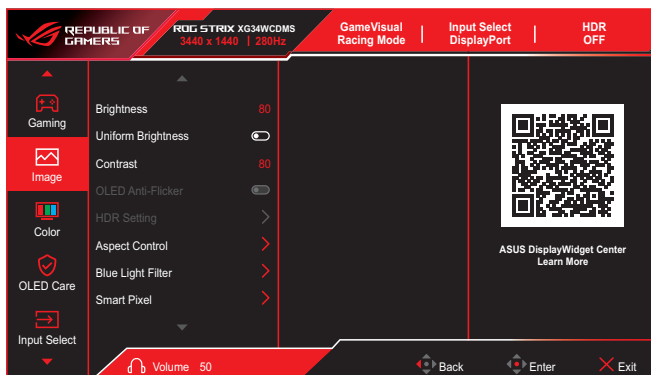 REPUBLIC OF
GAMERS
ROG STRIX XG34WCDMS
3440 x 1440 | 280Hz
GameVisual
Racing Mode
Input Select
DisplayPort
HDR
OFF
Gaming
Image
Color
OLED Care
Input Select
Brightness 80
Uniform Brightness
Contrast 80
OLED Anti-Flicker
HDR Setting
Aspect Control
Blue Light Filter
Smart Pixel
ASUS DisplayWidget Center
Learn More
Volume 50
Back
Enter
Exit